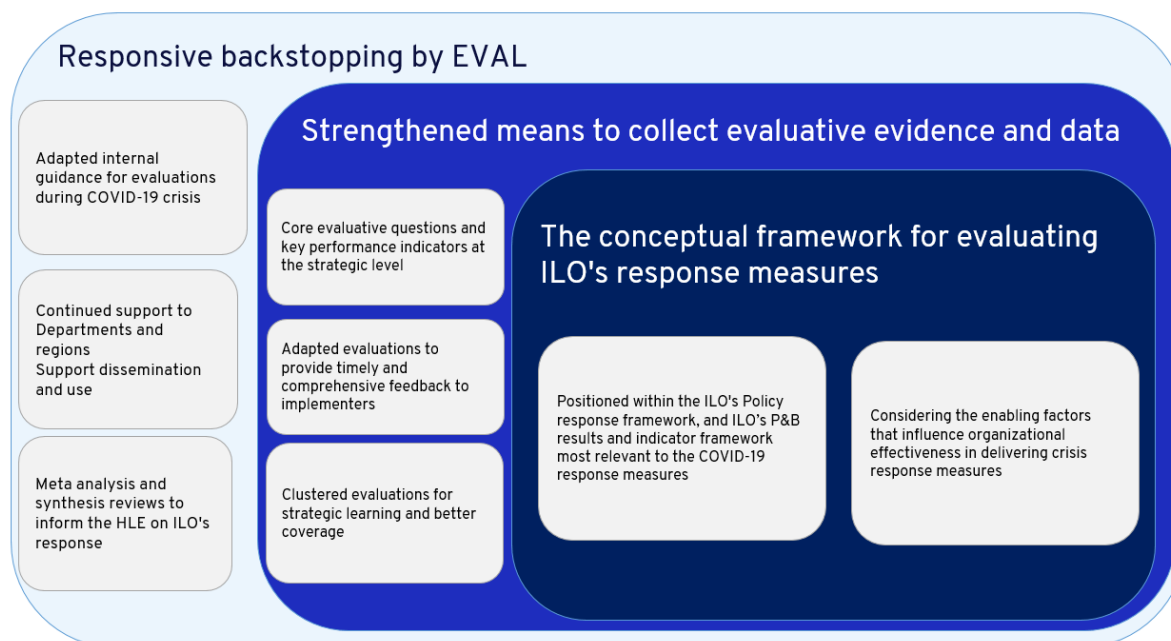 Responsive backstopping by EVAL
Adapted internal
guidance for evaluations
during COVID-19 crisis
Continued support to
Departments and
regions
Support dissemination
and use
Meta analysis and
synthesis reviews to
inform the HLE on ILO's
response
Strengthened means to collect evaluative evidence and data
Core evaluative questions and
key performance indicators at
the strategic level
Adapted evaluations to
provide timely and
comprehensive feedback to
implementers
Clustered evaluations for
strategic learning and better
coverage
The conceptual framework for evaluating
ILO's response measures
Positioned within the ILO's Policy
response framework, and ILO’s P&B
results and indicator framework
most relevant to the COVID-19
response measures
Considering the enabling factors
that influence organizational
effectiveness in delivering crisis
response measures